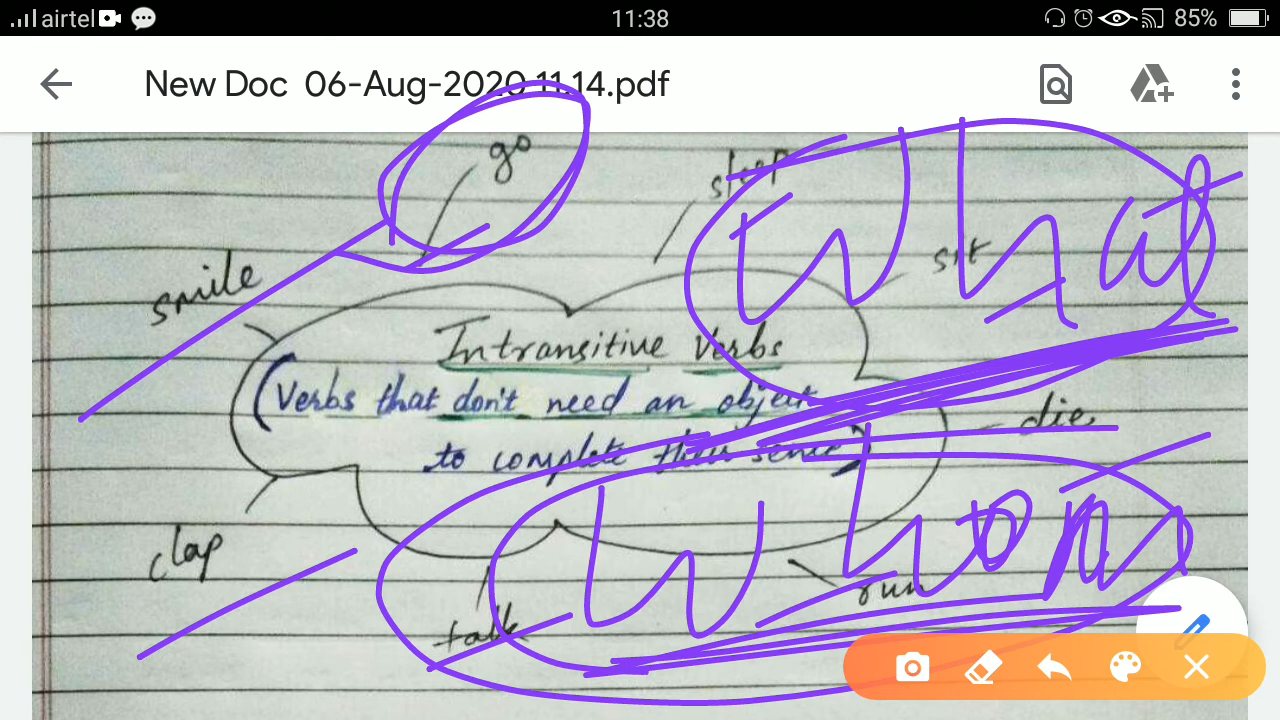 airtel 11:38 85%
New Doc 06-Aug-2020 11.14.pdf
go
sleep
What
sit
smile
Intransitive Verbs
(Verbs that don't need an object
to complete their sense)
die
Whom
clap
run
talk